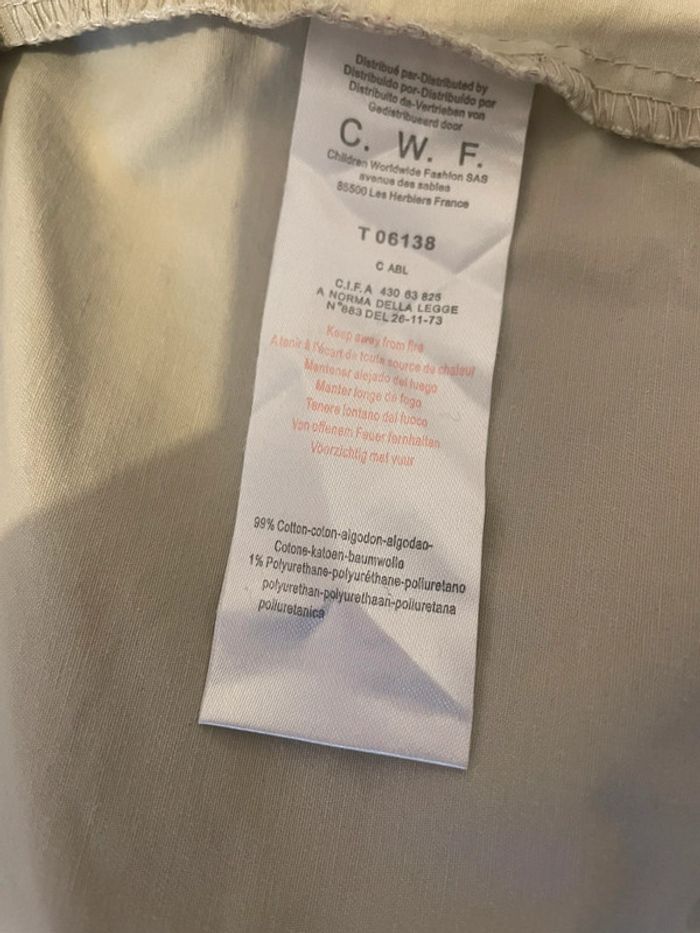 Distribué par-Distributed by
Distribuido por-Distribuído por
Distribuito da-Vertrieben von
Gedistribueerd door
C. W. F.
Children Worldwide Fashion SAS
avenue des sables
85500 Les Herbiers France
T 06138
C ABL
C.I.F. A 430 63 825
A NORMA DELLA LEGGE
N°883 DEL 26-11-73
Keep away from fire
A tenir à l'écart de toute source de chaleur
Mantener alejado del fuego
Manter longe do fogo
Tenere lontano dal fuoco
Von offenem Feuer fernhalten
Voorzichtig met vuur
99% Cotton-coton-algodon-algodao-
Cotone-katoen-baumwolle
1% Polyurethane-polyuréthane-poliuretano
polyurethan-polyurethaan-poliuretana
poliuretanica